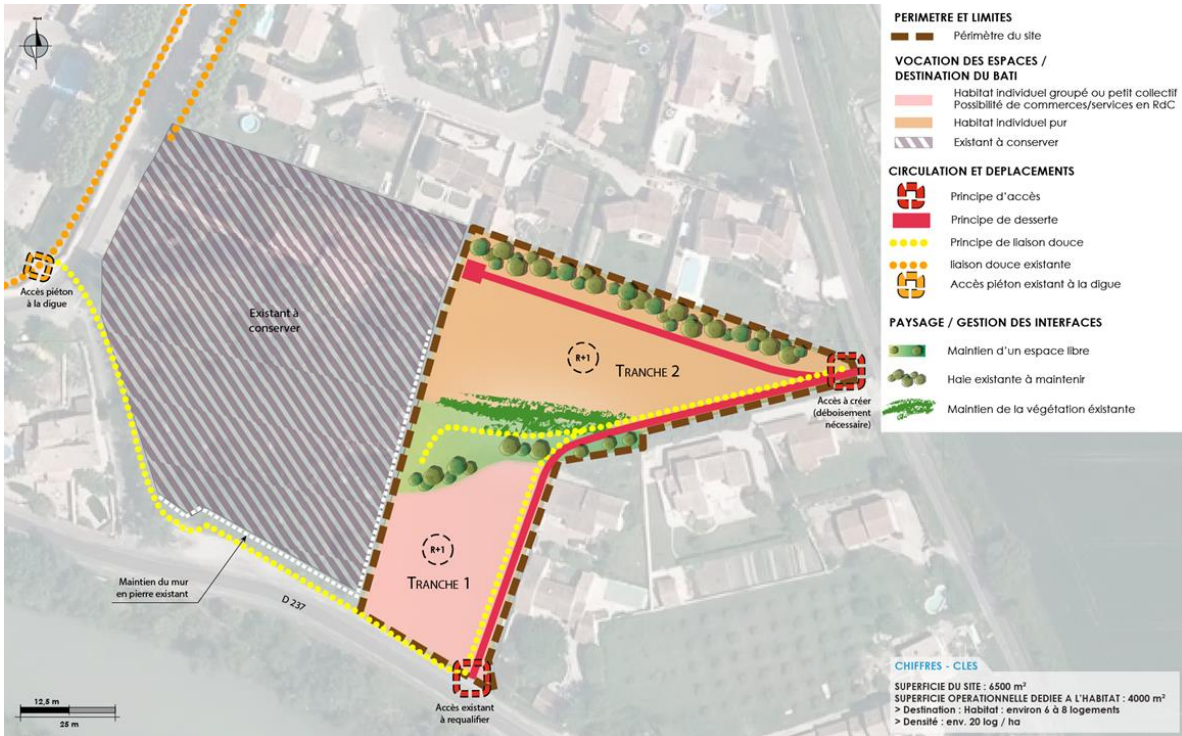 Nord
PERIMETRE ET LIMITES
Périmètre du site
VOCATION DES ESPACES /
DESTINATION DU BATI
Habitat individuel groupé ou petit collectif
Possibilité de commerces/services en RdC
Habitat individuel pur
Existant à conserver
CIRCULATION ET DEPLACEMENTS
Principe d'accès
Principe de desserte
Principe de liaison douce
liaison douce existante
Accès piéton existant à la digue
PAYSAGE / GESTION DES INTERFACES
Maintien d'un espace libre
Haie existante à maintenir
Maintien de la végétation éxistante
Accès piéton
à la digue
Existant à
conserver
R+1
TRANCHE 2
Accès à créer
(déboisement
nécessaire)
R+1
TRANCHE 1
Maintien du mur
en pierre existant
D 237
Accès existant
à requalifier
12,5 m
25 m
CHIFFRES - CLES
SUPERFICIE DU SITE : 6500 m²
SUPERFICIE OPERATIONNELLE DEDIEE A L'HABITAT : 4000 m²
> Destination : Habitat : environ 6 à 8 logements
> Densité : env. 20 log / ha